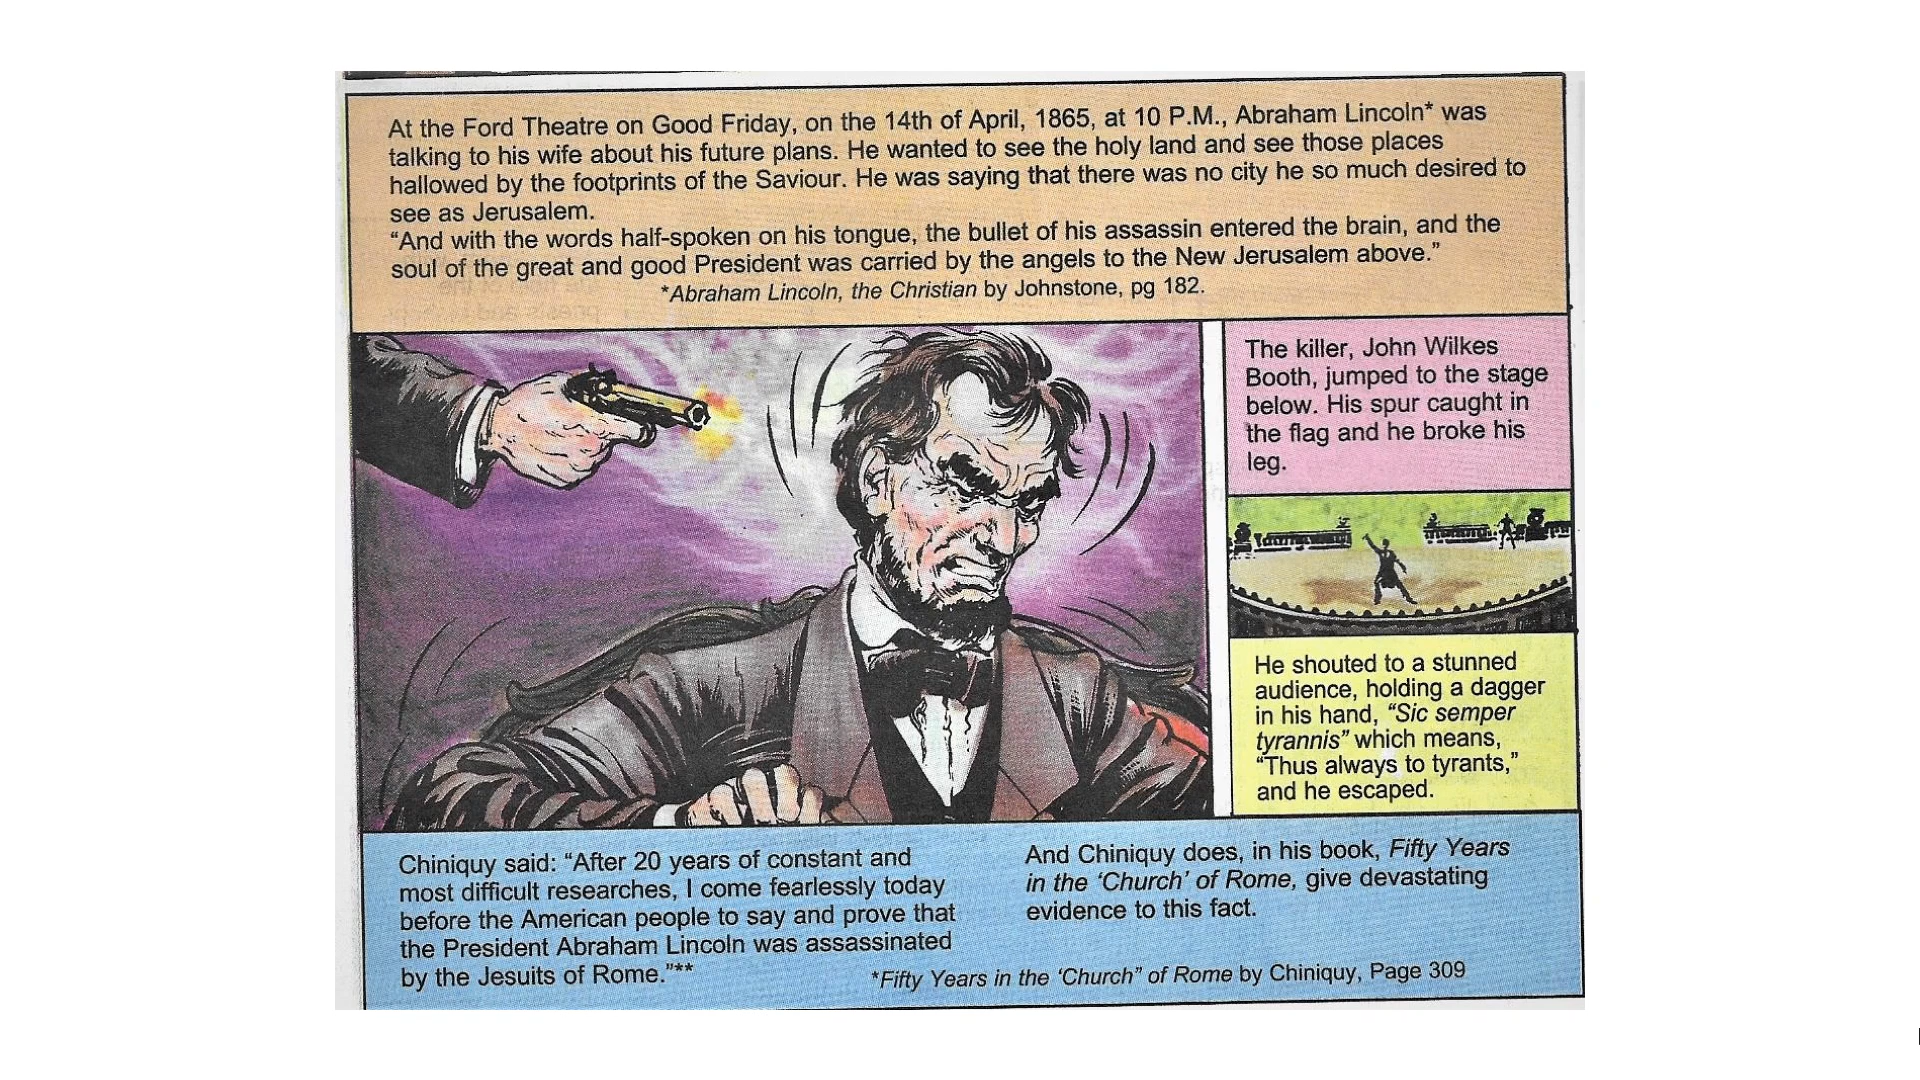 At the Ford Theatre on Good Friday, on the 14th of April, 1865, at 10 P.M., Abraham Lincoln* was
talking to his wife about his future plans. He wanted to see the holy land and see those places
hallowed by the footprints of the Saviour. He was saying that there was no city he so much desired to
see as Jerusalem.
“And with the words half-spoken on his tongue, the bullet of his assassin entered the brain, and the
soul of the great and good President was carried by the angels to the New Jerusalem above.”
*Abraham Lincoln, the Christian by Johnstone, pg 182.
The killer, John Wilkes
Booth, jumped to the stage
below. His spur caught in
the flag and he broke his
leg.
He shouted to a stunned
audience, holding a dagger
in his hand, “Sic semper
tyrannis” which means,
“Thus always to tyrants,”
and he escaped.
Chiniquy said: “After 20 years of constant and
most difficult researches, I come fearlessly today
before the American people to say and prove that
the President Abraham Lincoln was assassinated
by the Jesuits of Rome.”**
And Chiniquy does, in his book, Fifty Years
in the ‘Church’ of Rome, give devastating
evidence to this fact.
*Fifty Years in the ‘Church” of Rome by Chiniquy, Page 309